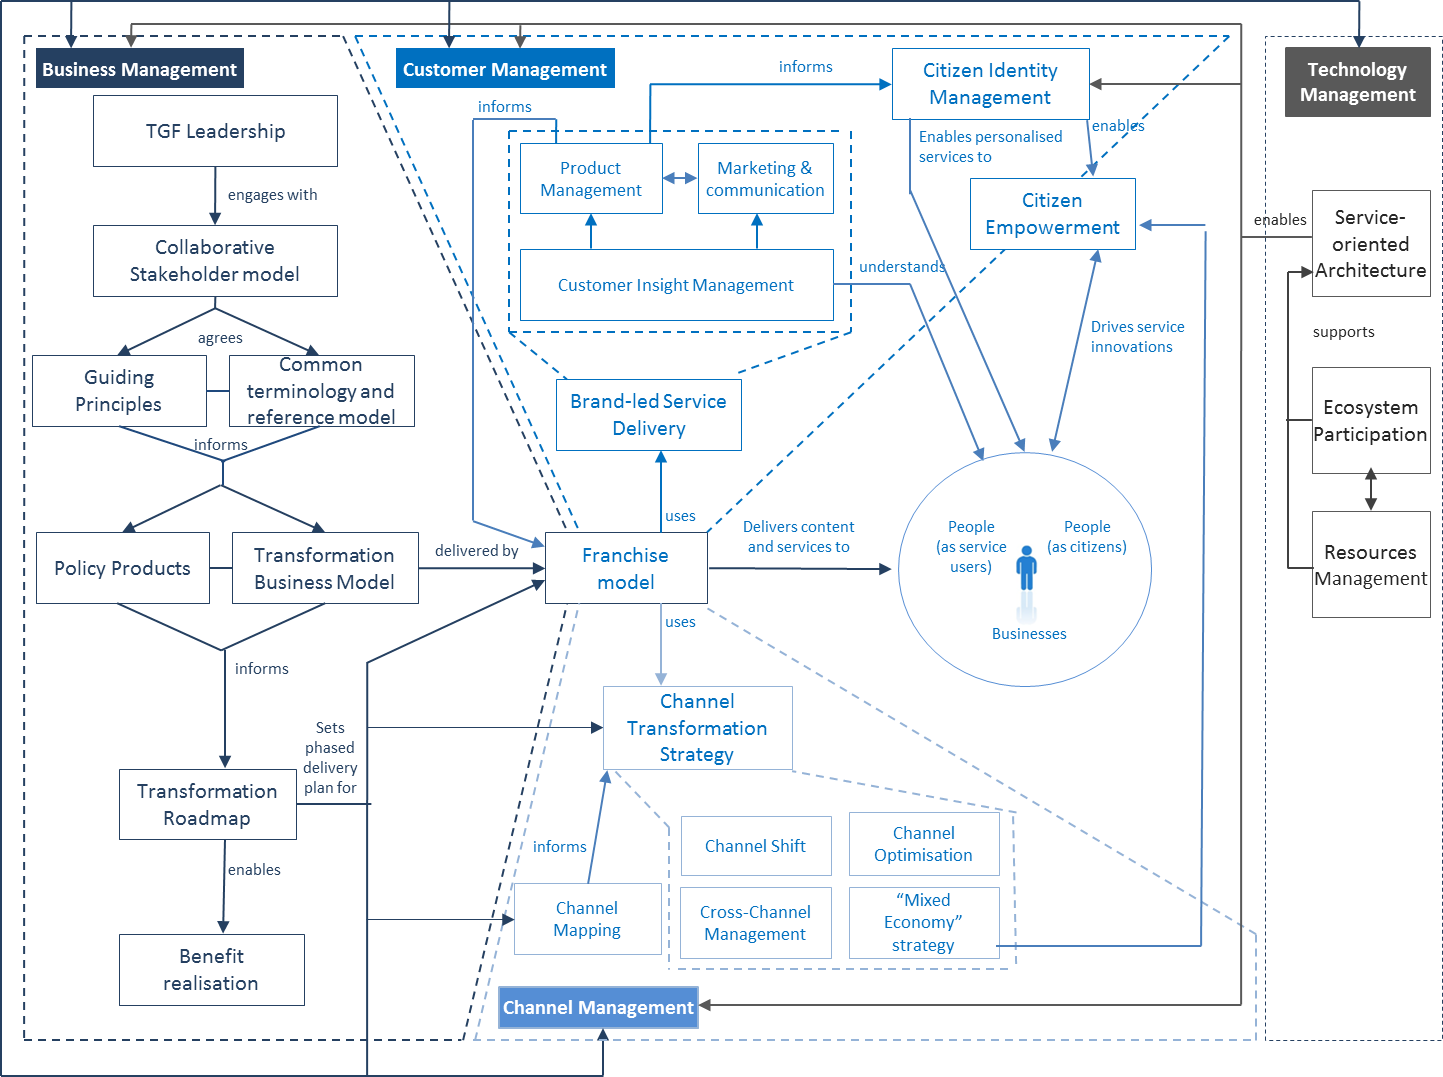 Business Management
TGF Leadership
engages with
Collaborative
Stakeholder model
agrees
Guiding
Principles
Common
terminology and
reference model
informs
Policy Products
Transformation
Business Model
delivered by
informs
Sets
phased
delivery
plan for
Transformation
Roadmap
enables
Benefit
realisation
Customer Management
informs
informs
Citizen Identity
Management
Enables personalised
services to
enables
Product
Management
Marketing &
communication
Citizen
Empowerment
Customer Insight Management
understands
Drives service
innovations
Brand-led Service
Delivery
uses
Franchise
model
Delivers content
and services to
People
(as service
users)
People
(as citizens)
Businesses
uses
Channel
Transformation
Strategy
informs
Channel
Mapping
Channel Shift
Channel
Optimisation
Cross-Channel
Management
“Mixed
Economy”
strategy
Channel Management
Technology
Management
enables
Service-
oriented
Architecture
supports
Ecosystem
Participation
Resources
Management